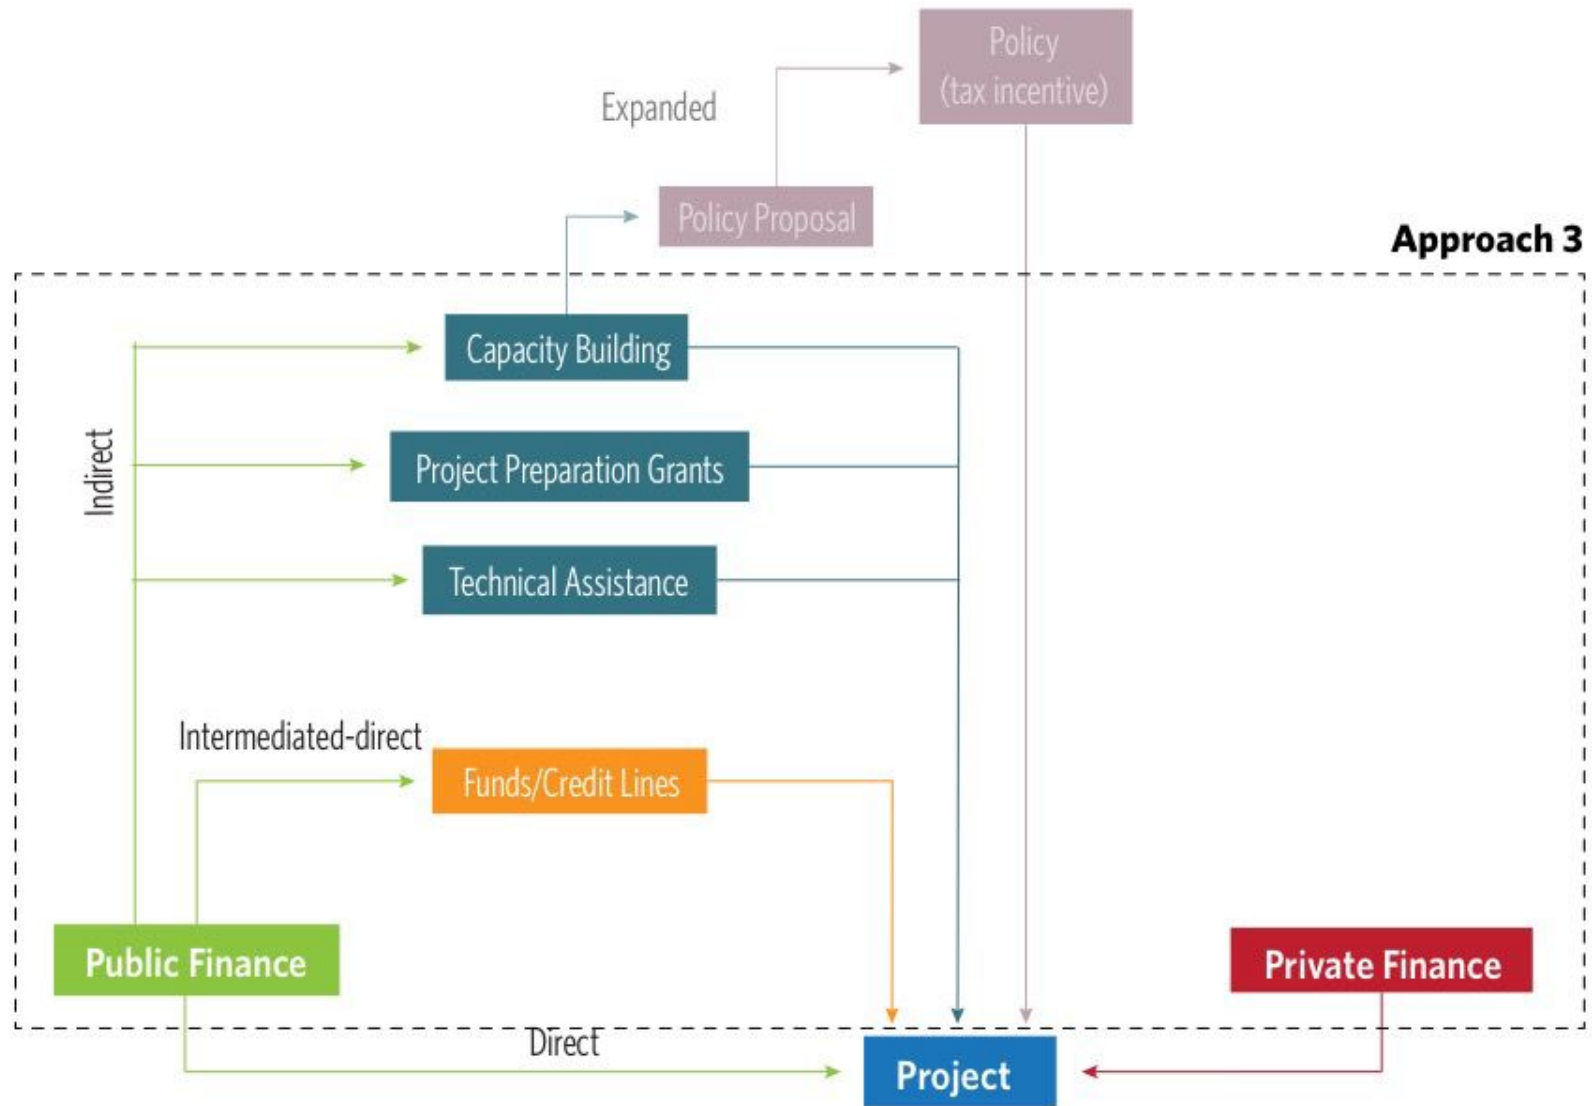 Policy
(tax incentive)
Expanded
Policy Proposal
Approach 3
Capacity Building
Indirect
Project Preparation Grants
Technical Assistance
Intermediated-direct
Funds/Credit Lines
Public Finance
Private Finance
Direct
Project